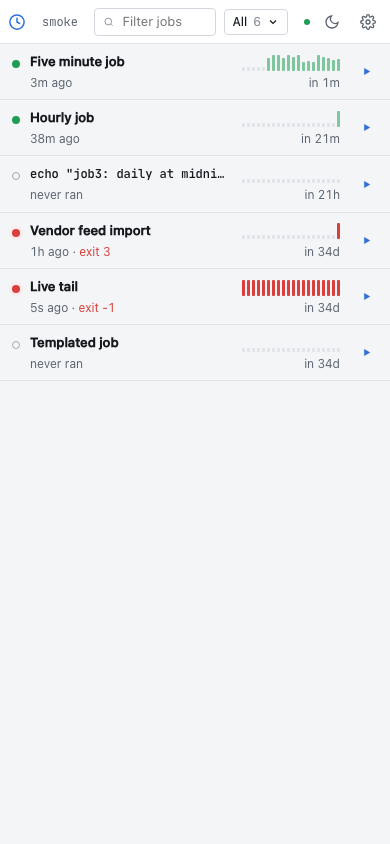 smoke Filter jobs All 6
Five minute job
3m ago in 1m
Hourly job
38m ago in 21m
echo "job3: daily at midni…
never ran in 21h
Vendor feed import
1h ago · exit 3 in 34d
Live tail
5s ago · exit -1 in 34d
Templated job
never ran in 34d